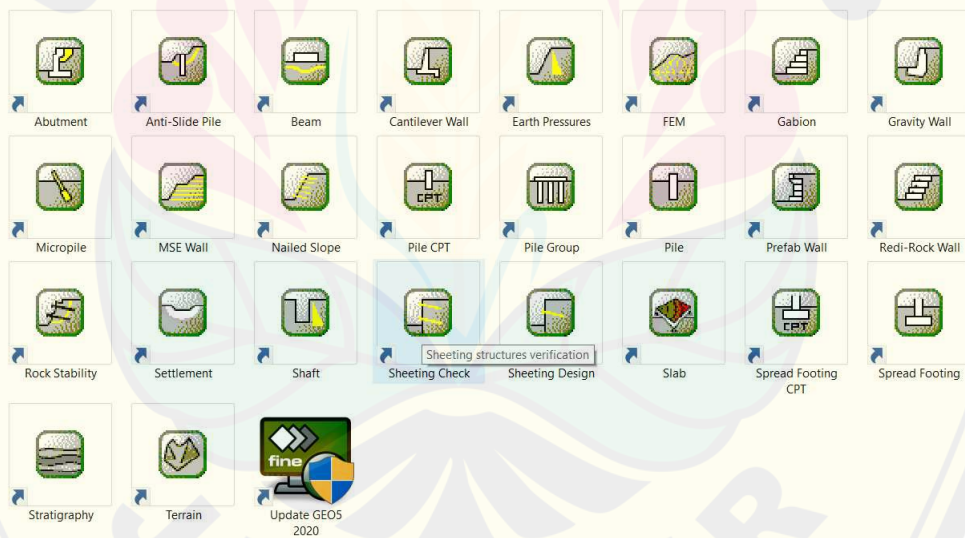 Abutment
Anti-Slide Pile
Beam
Cantilever Wall
Earth Pressures
FEM
Gabion
Gravity Wall
CPT
Micropile
MSE Wall
Nailed Slope
Pile CPT
Pile Group
Pile
Prefab Wall
Redi-Rock Wall
CPT
Sheeting structures verification
Rock Stability
Settlement
Shaft
Sheeting Check
Sheeting Design
Slab
Spread Footing
CPT
Spread Footing
fine
Stratigraphy
Terrain
Update GEO5
2020